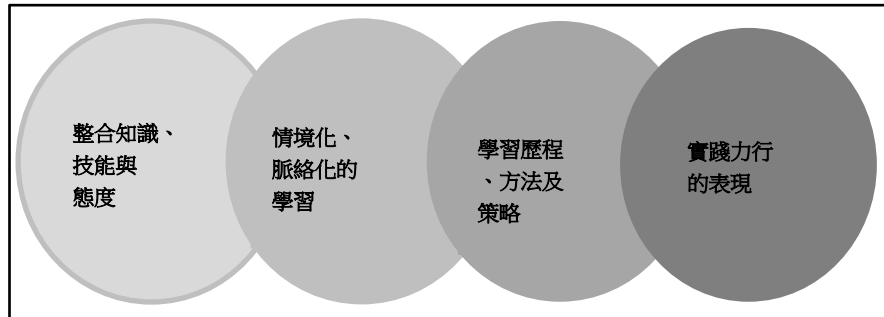 整合知識、
技能與
態度
情境化、
脈絡化的
學習
學習歷程
、方法及
策略
實踐力行
的表現